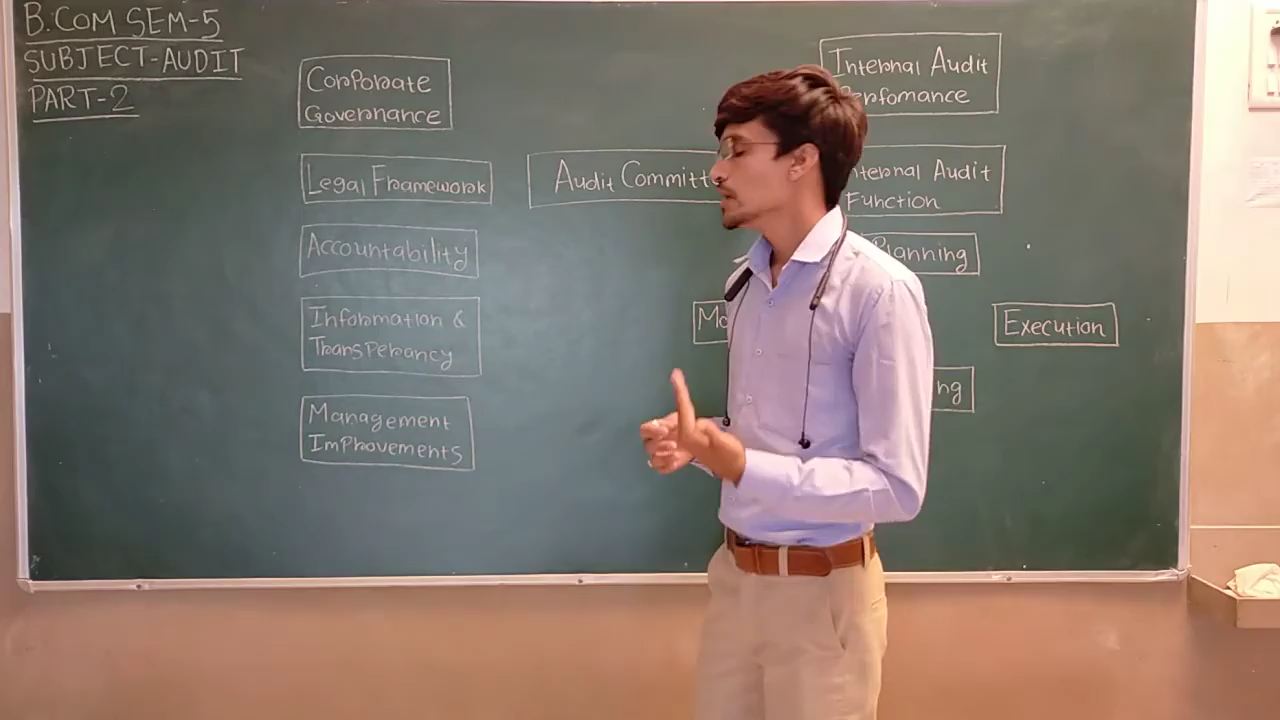 B.COM SEM-5
SUBJECT-AUDIT
PART-2
Corporate
Governance
Legal Framework
Accountability
Information &
Transperancy
Management
Improvements
Audit Committ
Internal Audit
Perfomance
Internal Audit
Function
Planning
Execution